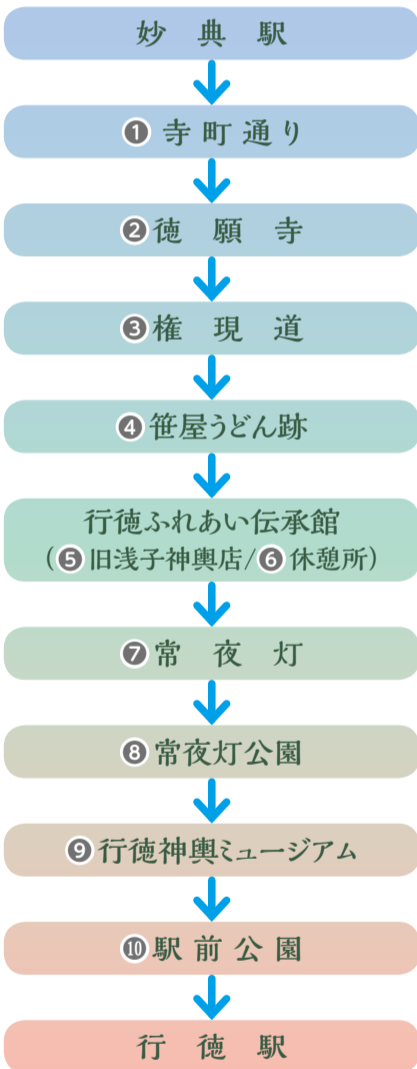 妙典駅
❶寺町通り
❷徳願寺
❸権現道
❹笹屋うどん跡
行徳ふれあい伝承館
(❺旧浅子神輿店/❻休憩所)
❼常夜灯
❽常夜灯公園
❾行徳神輿ミュージアム
❿駅前公園
行徳駅